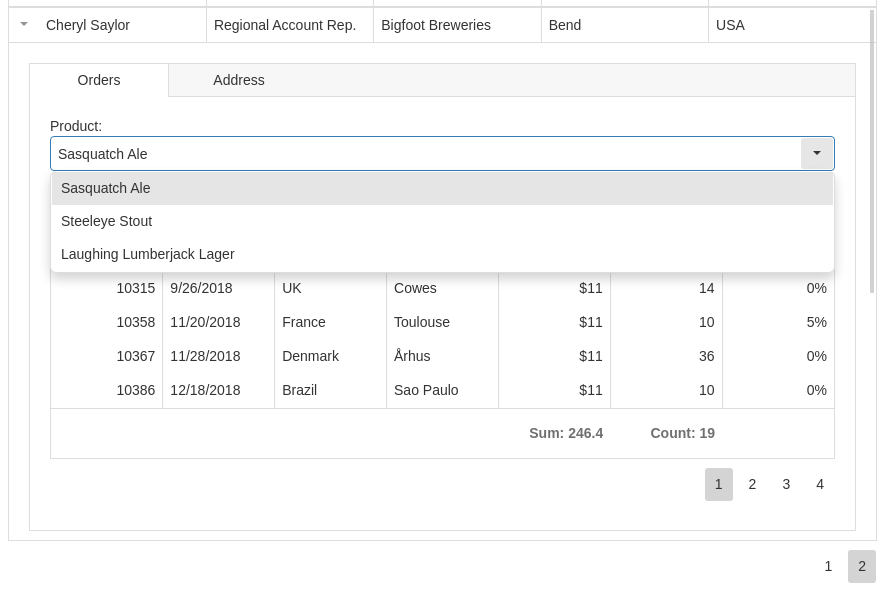 Cheryl Saylor Regional Account Rep. Bigfoot Breweries Bend USA
Orders Address
Product:
Sasquatch Ale
Sasquatch Ale
Steeleye Stout
Laughing Lumberjack Lager
10315 9/26/2018 UK Cowes $11 14 0%
10358 11/20/2018 France Toulouse $11 10 5%
10367 11/28/2018 Denmark Århus $11 36 0%
10386 12/18/2018 Brazil Sao Paulo $11 10 0%
Sum: 246.4 Count: 19
1 2 3 4
1 2